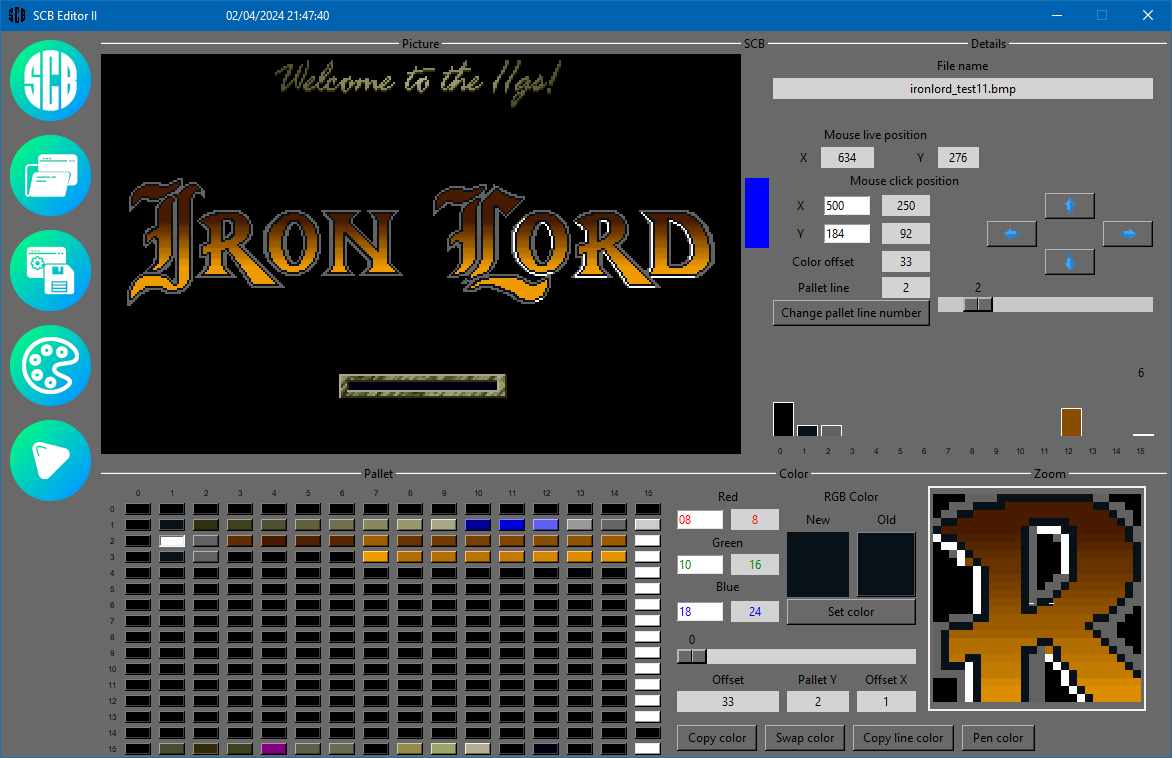 SCB Editor II 02/04/2024 21:47:40
Picture SCB Details
SCB
Welcome to the IIgs!
IRON LORD
File name
ironlord_test11.bmp
Mouse live position
X 634 Y 276
Mouse click position
X 500 250
Y 184 92
Color offset 33
Pallet line 2 2
Change pallet line number
6
0 1 2 3 4 5 6 7 8 9 10 11 12 13 14 15
Pallet Color Zoom
0 1 2 3 4 5 6 7 8 9 10 11 12 13 14 15
0
1
2
3
4
5
6
7
8
9
10
11
12
13
14
15
Red RGB Color
08 8 New Old
Green
10 16
Blue
18 24 Set color
0
Offset Pallet Y Offset X
33 2 1
Copy color Swap color Copy line color Pen color